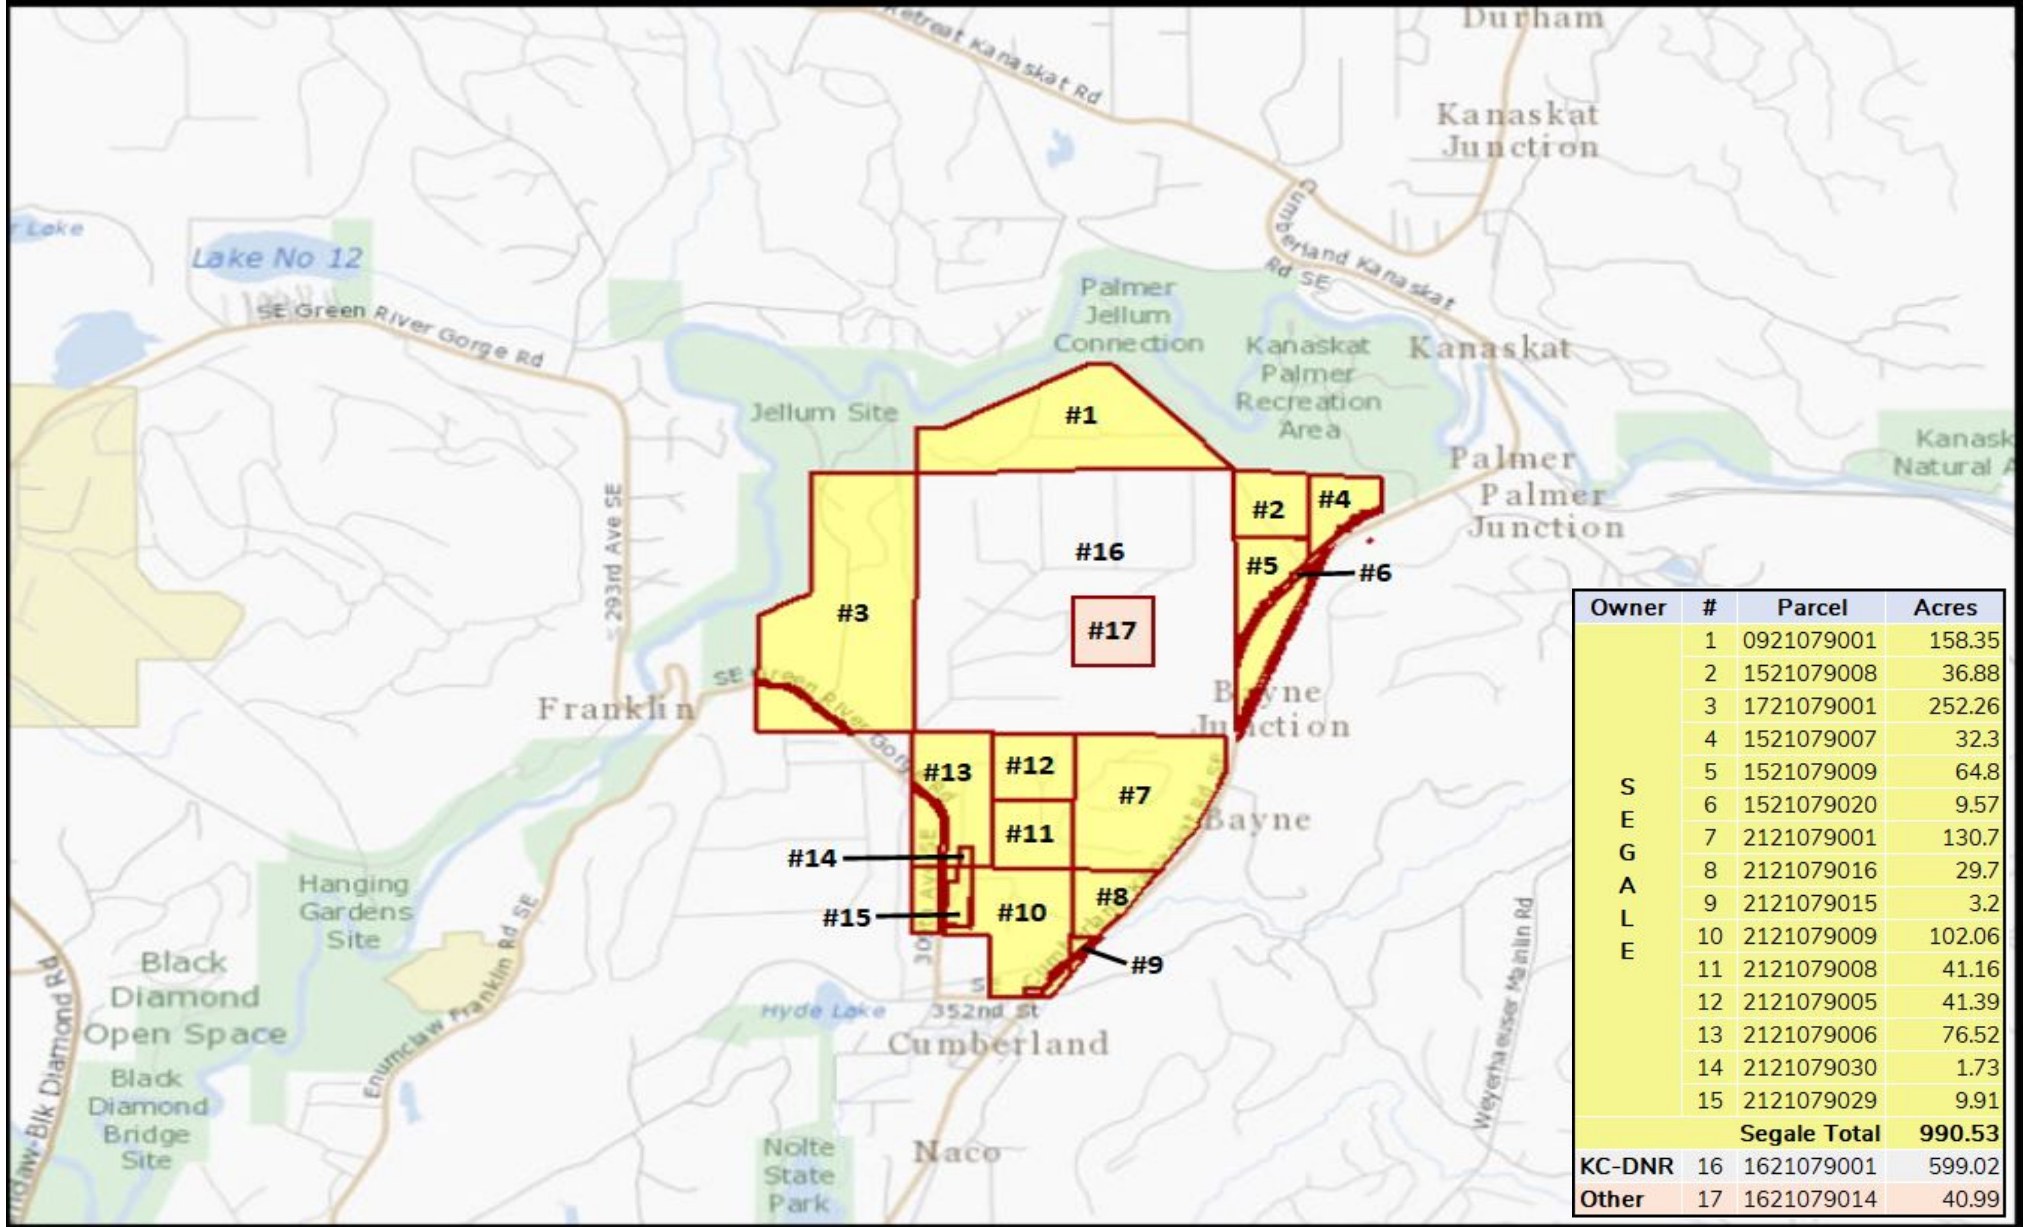 Durham
Retreat Kanaskat Rd
Kanaskat
Junction
Cumberland Kanaskat
Rd SE
Lake
Lake No 12
SE Green River Gorge Rd
Palmer
Jellum
Connection
Kanaskat
Palmer
Recreation
Area
Kanaskat
Jellum Site
#1
Kanask
Natural A
Palmer
Palmer
Junction
293rd Ave SE
#2
#4
#16
#5
#6
#3
#17
SE Green River Gorge Rd
Franklin
Bayne
Junction
#13
#12
#7
#11
Bayne
#14
#15
#10
#8
#9
Cumberland Kanaskat Rd SE
Hanging
Gardens
Site
Black
Diamond
Open Space
Enumclaw Franklin Rd SE
Hyde Lake
SE
352nd St
Cumberland
Weyerhaeuser Mainlin Rd
Black
Diamond
Bridge
Site
Nolte
State
Park
Naco
Owner # Parcel Acres
SEGALE
1 0921079001 158.35
2 1521079008 36.88
3 1721079001 252.26
4 1521079007 32.3
5 1521079009 64.8
6 1521079020 9.57
7 2121079001 130.7
8 2121079016 29.7
9 2121079015 3.2
10 2121079009 102.06
11 2121079008 41.16
12 2121079005 41.39
13 2121079006 76.52
14 2121079030 1.73
15 2121079029 9.91
Segale Total 990.53
KC-DNR 16 1621079001 599.02
Other 17 1621079014 40.99